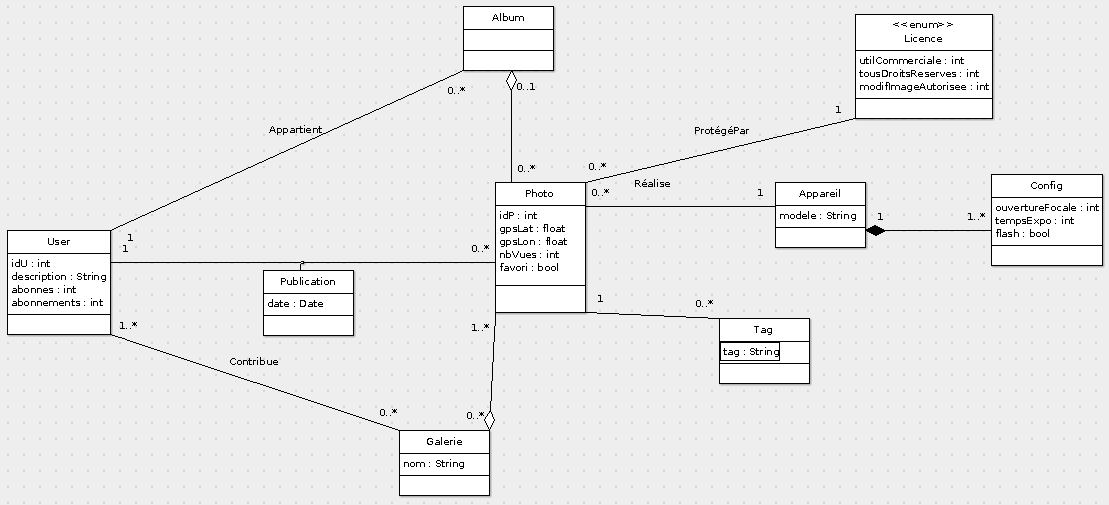 Album
<<enum>>
Licence
utilCommerciale : int
tousDroitsReserves : int
modifImageAutorisee : int
0..*
0..1
1
Appartient
ProtégéPar
0..*
0..*
Réalise
Photo
0..*
1
Appareil
modele : String
Config
ouvertureFocale : int
tempsExpo : int
flash : bool
1
1..*
idP : int
gpsLat : float
gpsLon : float
nbVues : int
favori : bool
User
idU : int
description : String
abonnes : int
abonnements : int
1
1
0..*
Publication
date : Date
1
0..*
Tag
tag : String
1..*
1..*
Contribue
0..*
0..*
Galerie
nom : String